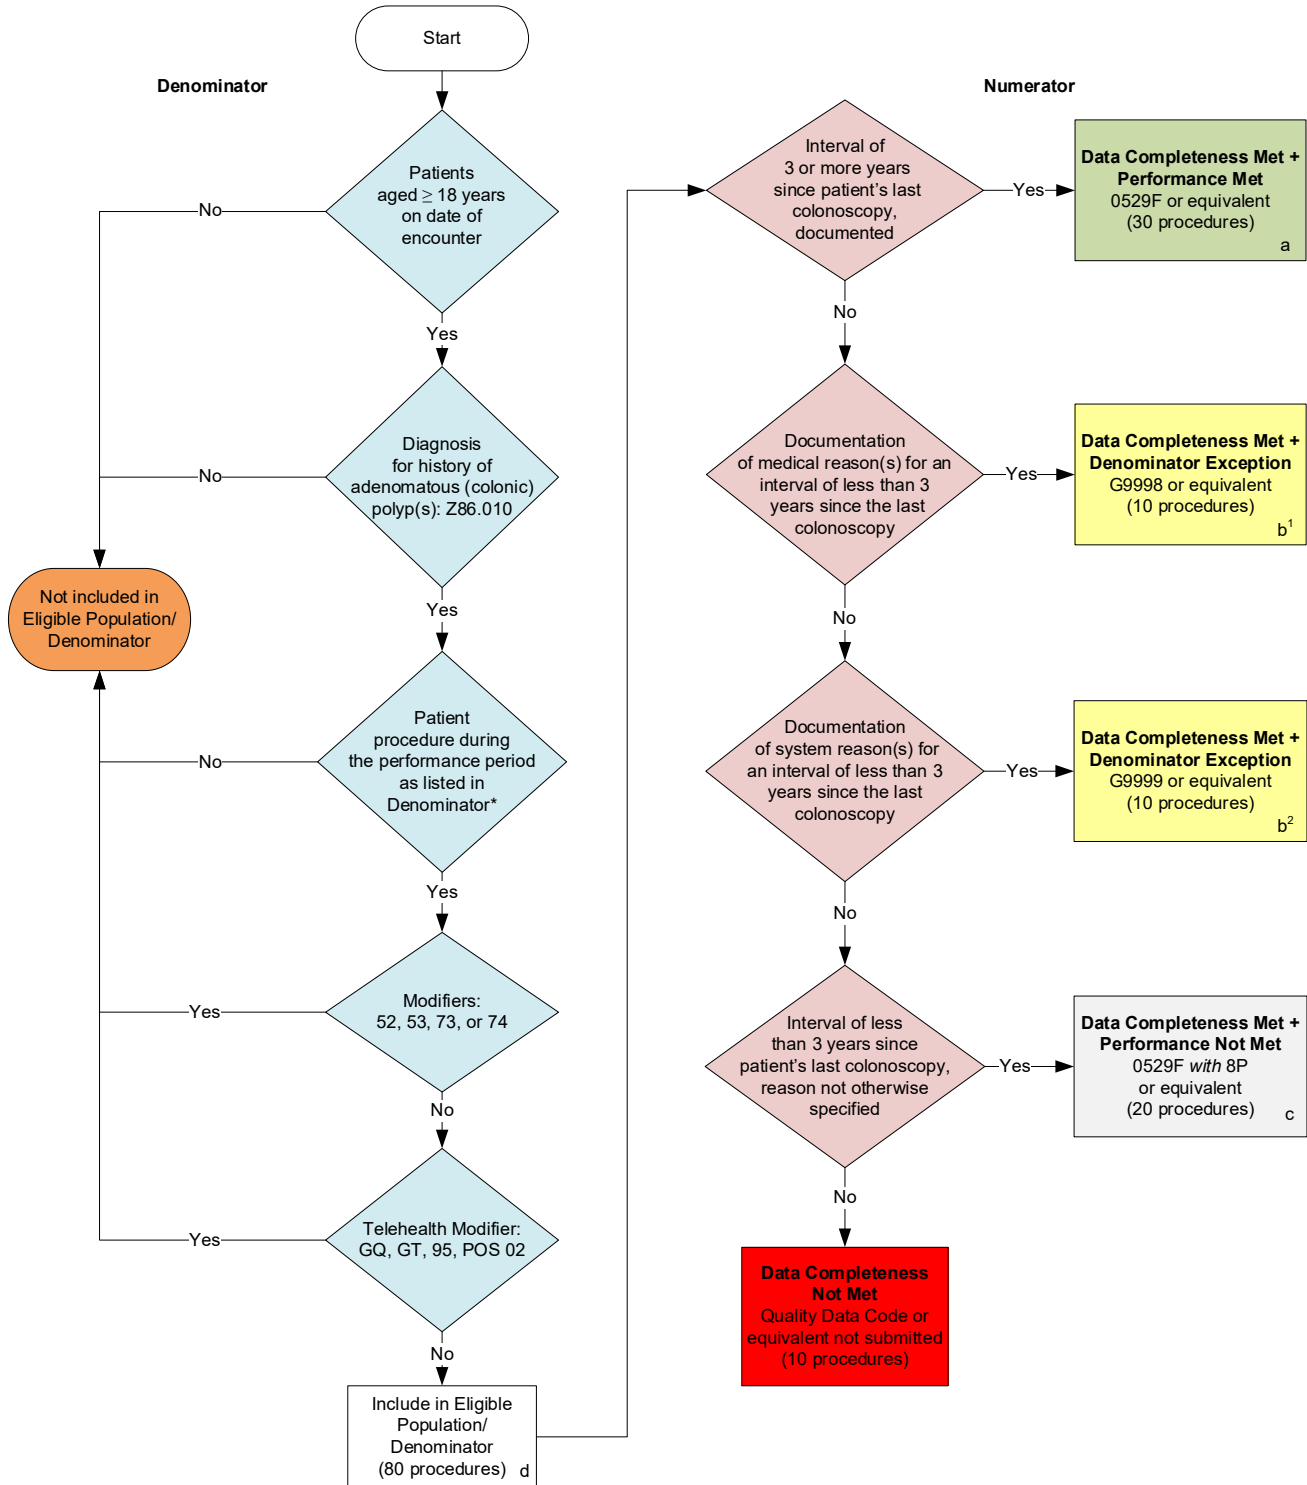 Start
Denominator
Patients
aged ≥ 18 years
on date of
encounter
No
Yes
Diagnosis
for history of
adenomatous (colonic)
polyp(s): Z86.010
No
Yes
Not included in
Eligible Population/
Denominator
Patient
procedure during
the performance period
as listed in
Denominator*
No
Yes
Modifiers:
52, 53, 73, or 74
Yes
No
Telehealth Modifier:
GQ, GT, 95, POS 02
Yes
No
Include in Eligible
Population/
Denominator
(80 procedures) d
Numerator
Interval of
3 or more years
since patient's last
colonoscopy,
documented
Yes
Data Completeness Met +
Performance Met
0529F or equivalent
(30 procedures)
a
No
Documentation
of medical reason(s) for an
interval of less than 3
years since the last
colonoscopy
Yes
Data Completeness Met +
Denominator Exception
G9998 or equivalent
(10 procedures)
b¹
No
Documentation
of system reason(s) for
an interval of less than 3
years since the last
colonoscopy
Yes
Data Completeness Met +
Denominator Exception
G9999 or equivalent
(10 procedures)
b²
No
Interval of less
than 3 years since
patient's last colonoscopy,
reason not otherwise
specified
Yes
Data Completeness Met +
Performance Not Met
0529F with 8P
or equivalent
(20 procedures)
c
No
Data Completeness
Not Met
Quality Data Code or
equivalent not submitted
(10 procedures)